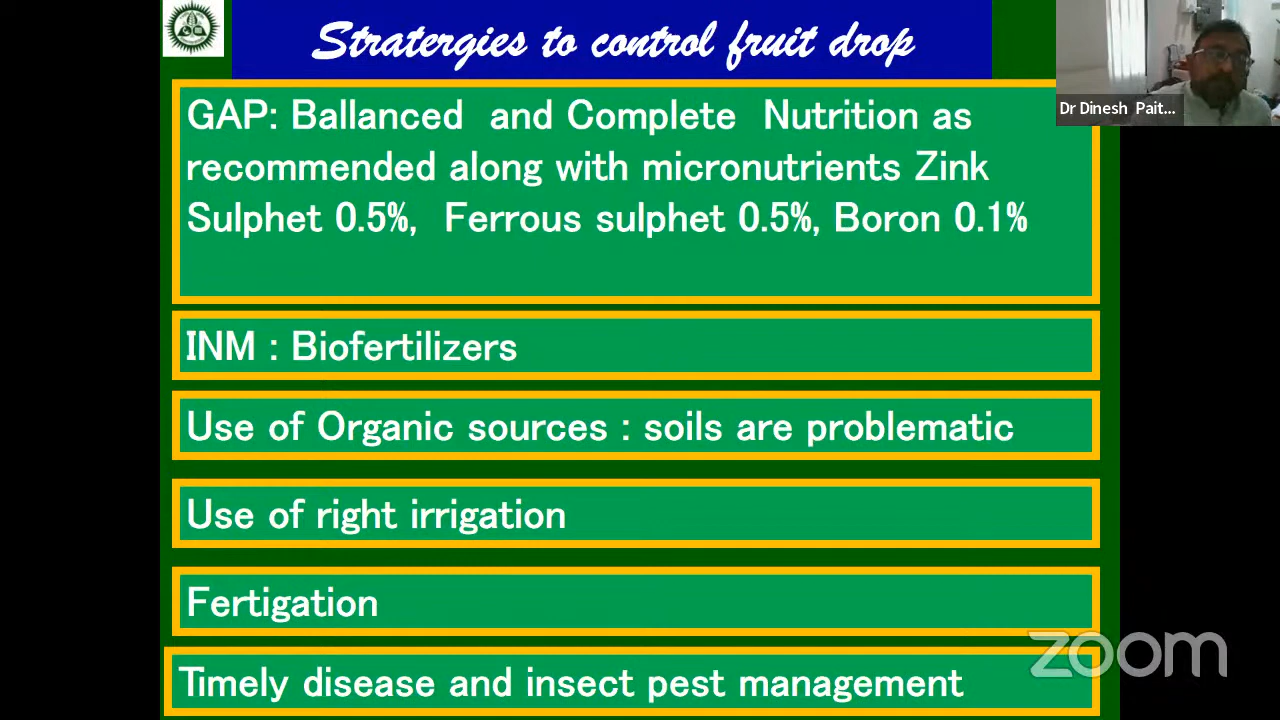 Stratergies to control fruit drop
Dr Dinesh Pait...
GAP: Ballanced and Complete Nutrition as
recommended along with micronutrients Zink
Sulphet 0.5%, Ferrous sulphet 0.5%, Boron 0.1%
INM : Biofertilizers
Use of Organic sources : soils are problematic
Use of right irrigation
Fertigation
zoom
Timely disease and insect pest management